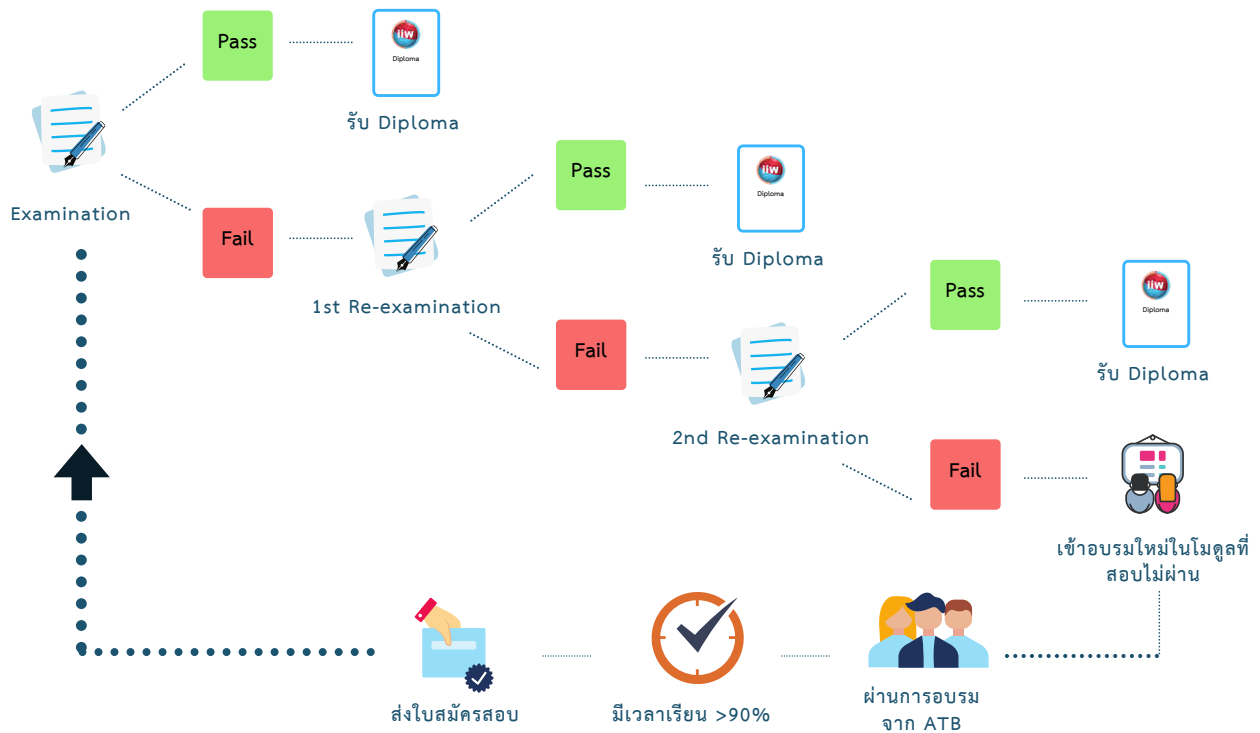 Pass
iiw
Diploma
รับ Diploma
Examination
Fail
1st Re-examination
Pass
iiw
Diploma
รับ Diploma
Fail
2nd Re-examination
Pass
iiw
Diploma
รับ Diploma
Fail
เข้าอบรมใหม่ในโมดูลที่
สอบไม่ผ่าน
ส่งใบสมัครสอบ
มีเวลาเรียน >90%
ผ่านการอบรม
จาก ATB